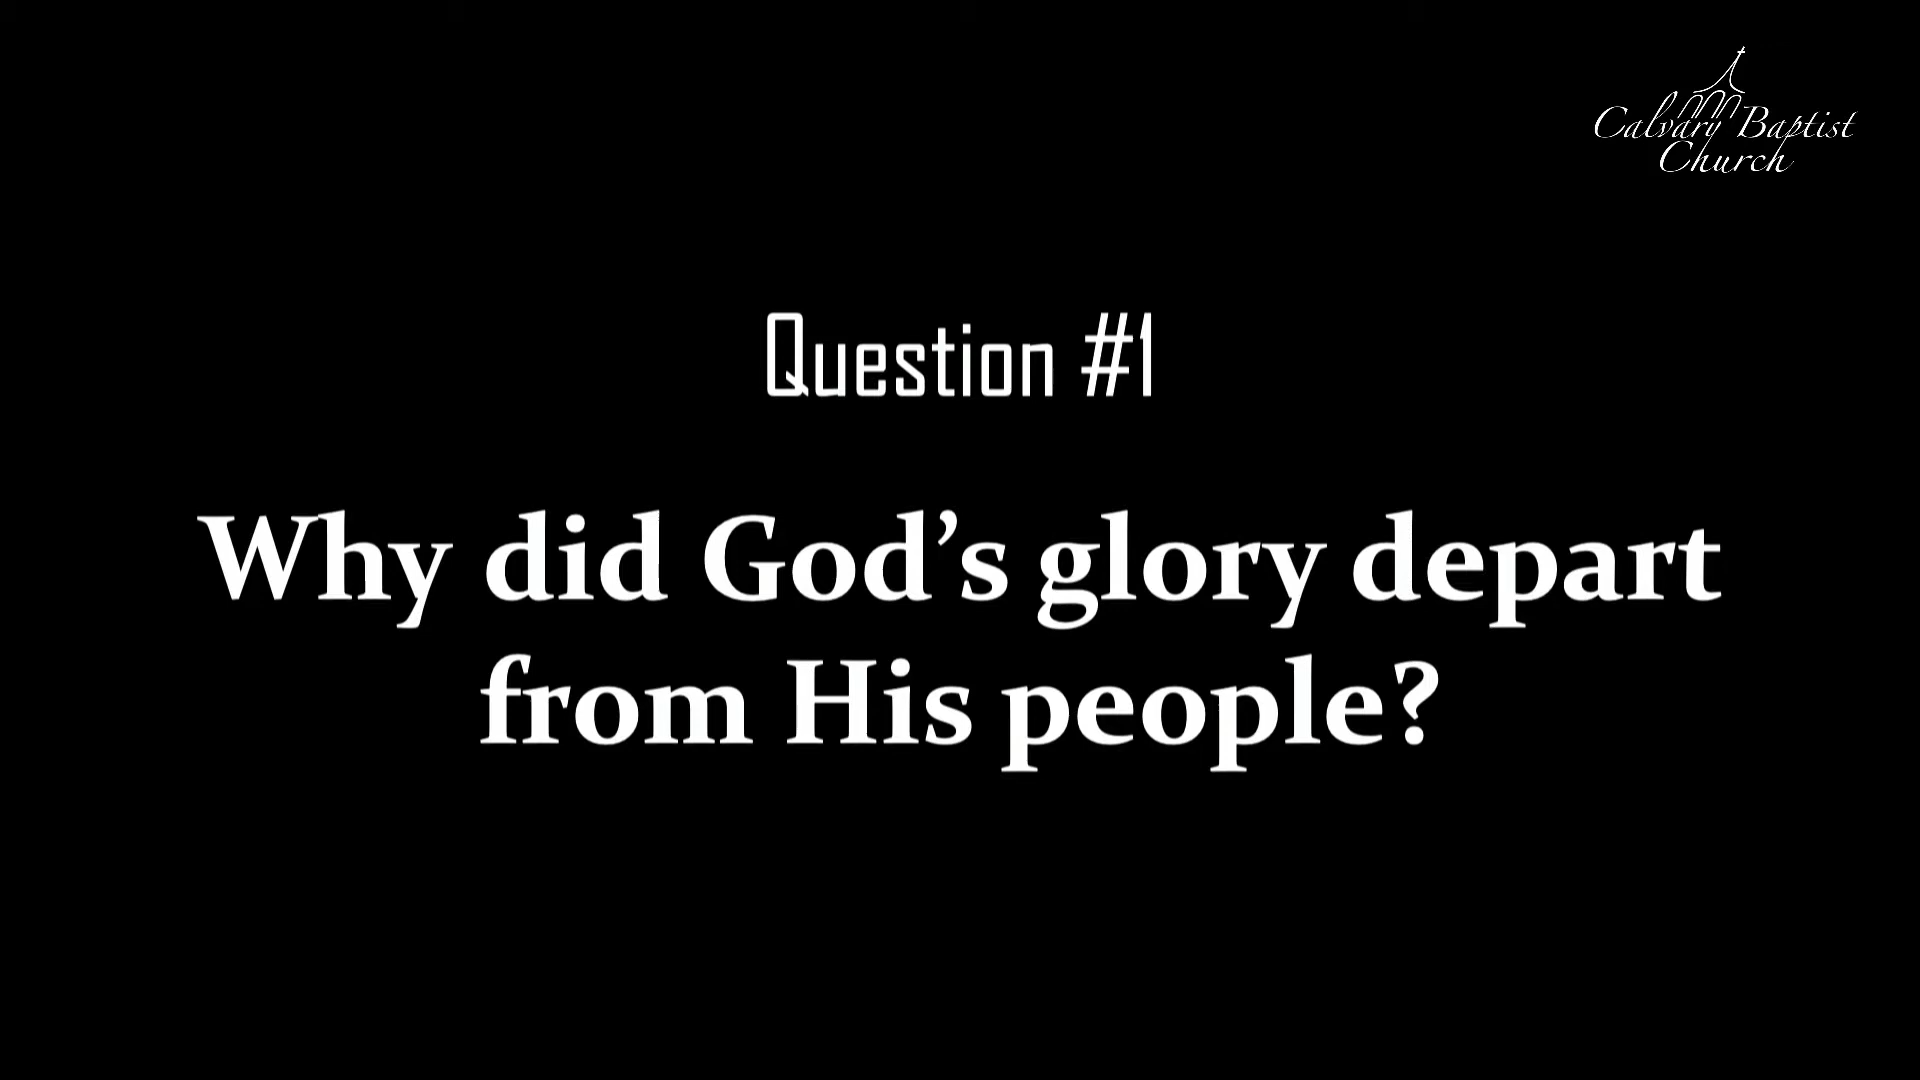 Calvary Baptist
Church
Question #1
Why did God’s glory depart
from His people?